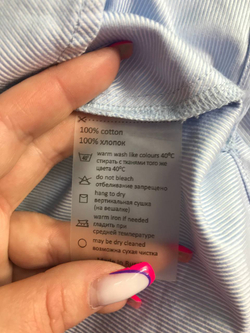 100% cotton
100% хлопок
warm wash like colours 40°C
стирать с тканями того же
цвета 40°C
do not bleach
отбеливание запрещено
hang to dry
вертикальная сушка
(на вешалке)
warm iron if needed
гладить при
средней температуре
may be dry cleaned
возможна сухая чистка